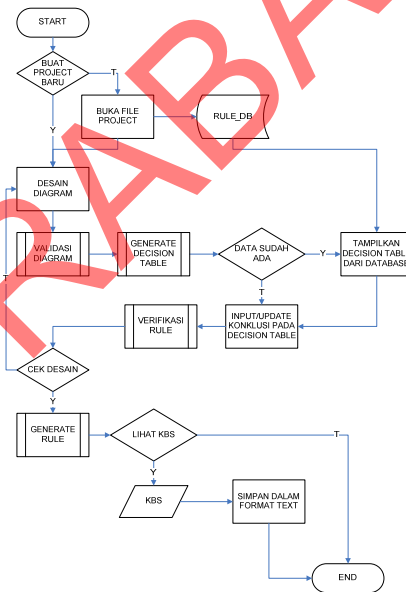 START
BUAT
PROJECT
BARU
T
BUKA FILE
PROJECT
RULE_DB
Y
DESAIN
DIAGRAM
VALIDASI
DIAGRAM
GENERATE
DECISION
TABLE
DATA SUDAH
ADA
Y
TAMPILKAN
DECISION TABLE
DARI DATABASE
T
T
VERIFIKASI
RULE
INPUT/UPDATE
KONKLUSI PADA
DECISION TABLE
CEK DESAIN
Y
GENERATE
RULE
LIHAT KBS
T
Y
KBS
SIMPAN DALAM
FORMAT TEXT
END
RABA